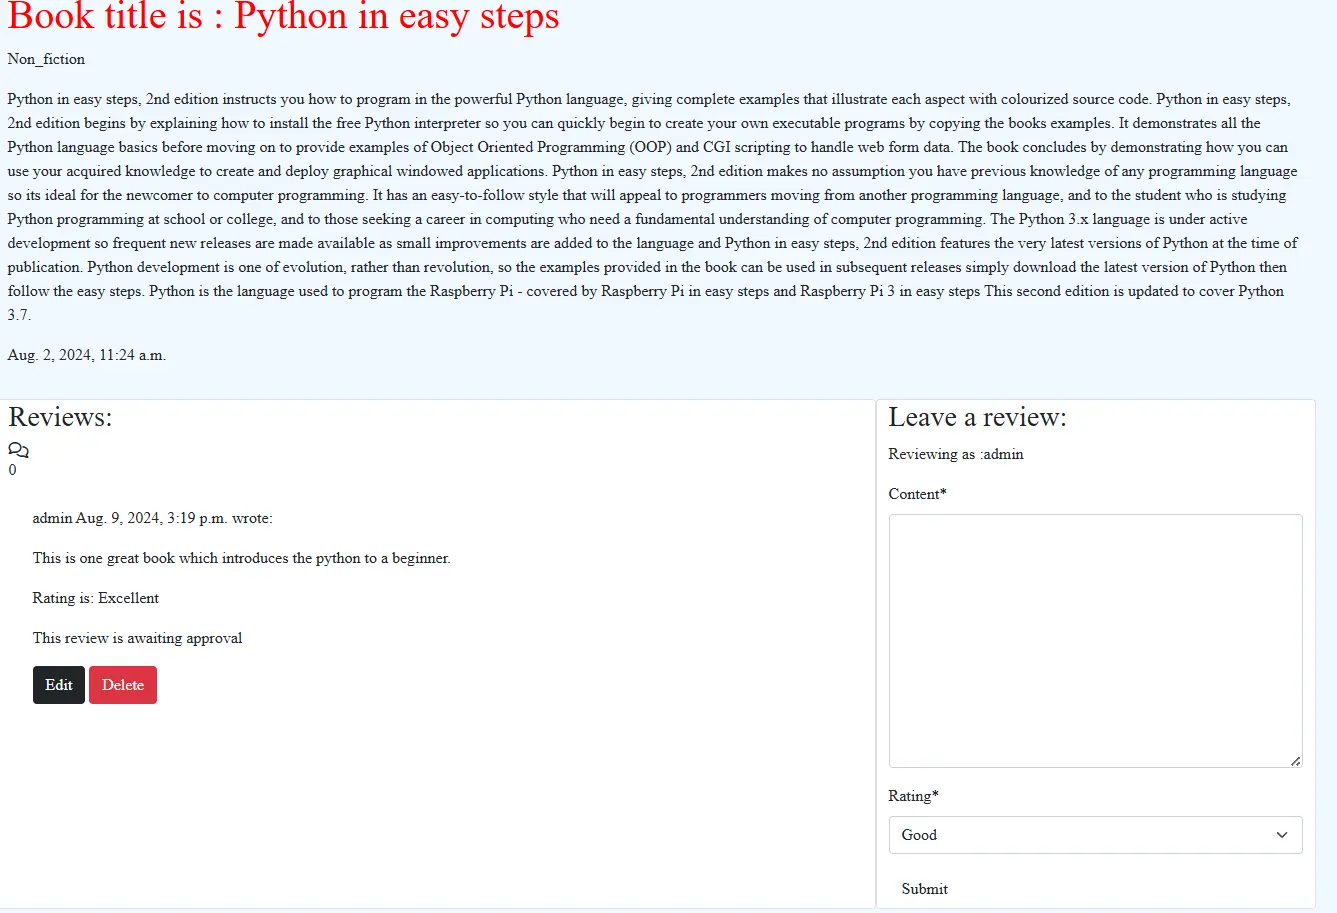 Book title is : Python in easy steps
Non_fiction
Python in easy steps, 2nd edition instructs you how to program in the powerful Python language, giving complete examples that illustrate each aspect with colourized source code. Python in easy steps,
2nd edition begins by explaining how to install the free Python interpreter so you can quickly begin to create your own executable programs by copying the books examples. It demonstrates all the
Python language basics before moving on to provide examples of Object Oriented Programming (OOP) and CGI scripting to handle web form data. The book concludes by demonstrating how you can
use your acquired knowledge to create and deploy graphical windowed applications. Python in easy steps, 2nd edition makes no assumption you have previous knowledge of any programming language
so its ideal for the newcomer to computer programming. It has an easy-to-follow style that will appeal to programmers moving from another programming language, and to the student who is studying
Python programming at school or college, and to those seeking a career in computing who need a fundamental understanding of computer programming. The Python 3.x language is under active
development so frequent new releases are made available as small improvements are added to the language and Python in easy steps, 2nd edition features the very latest versions of Python at the time of
publication. Python development is one of evolution, rather than revolution, so the examples provided in the book can be used in subsequent releases simply download the latest version of Python then
follow the easy steps. Python is the language used to program the Raspberry Pi - covered by Raspberry Pi in easy steps and Raspberry Pi 3 in easy steps This second edition is updated to cover Python
3.7.
Aug. 2, 2024, 11:24 a.m.
Reviews:
0
admin Aug. 9, 2024, 3:19 p.m. wrote:
This is one great book which introduces the python to a beginner.
Rating is: Excellent
This review is awaiting approval
Edit
Delete
Leave a review:
Reviewing as :admin
Content*
Rating*
Good
Submit